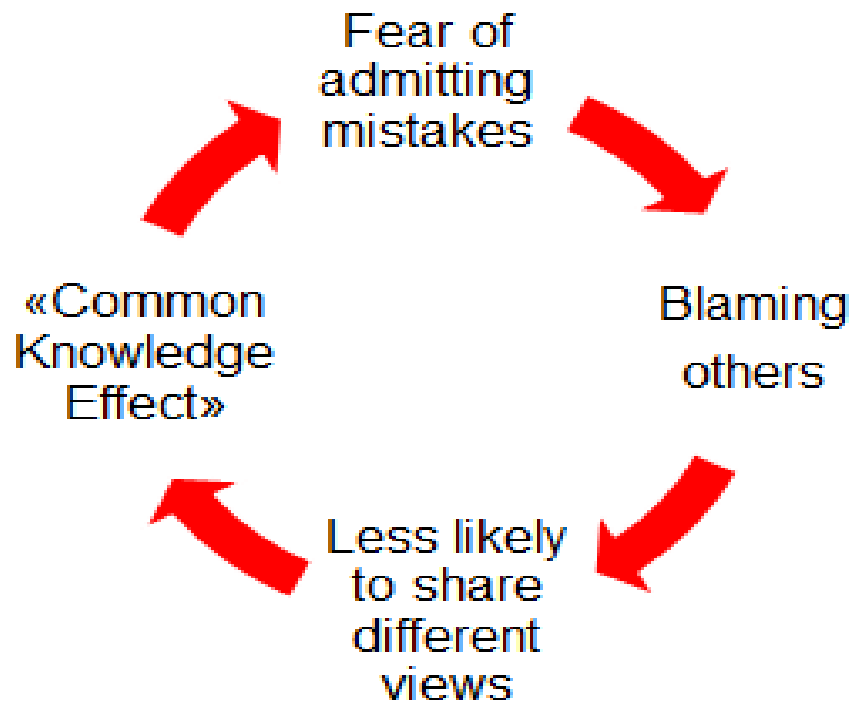 Fear of
admitting
mistakes
Blaming
others
Less likely
to share
different
views
«Common
Knowledge
Effect»